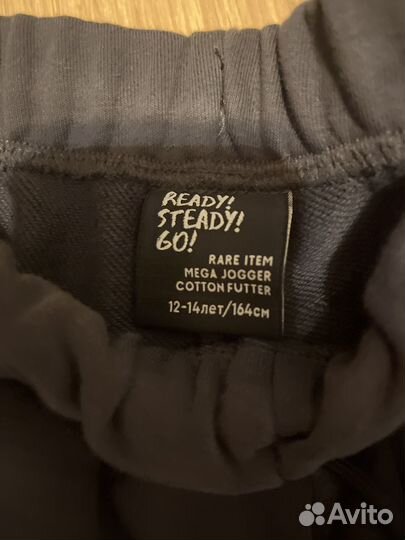 READY!
STEADY!
GO!
RARE ITEM
MEGA JOGGER
COTTON FUTTER
12-14лет/164см
Avito